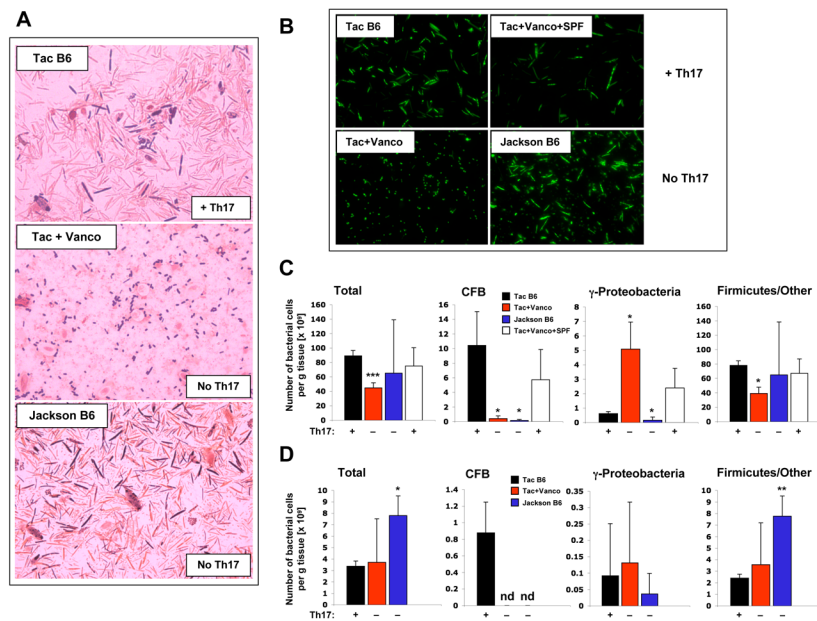 A
Tac B6
+ Th17
Tac + Vanco
No Th17
Jackson B6
No Th17
B
Tac B6
Tac+Vanco+SPF
+ Th17
Tac+Vanco
Jackson B6
No Th17
C
Total
CFB
γ-Proteobacteria
Firmicutes/Other
Tac B6
Tac+Vanco
Jackson B6
Tac+Vanco+SPF
Number of bacterial cells
per g tissue [x 10⁹]
160
140
120
100
80
60
40
20
0
***
16
14
12
10
8
6
4
2
0
* *
8
7
6
5
4
3
2
1
0
* *
160
140
120
100
80
60
40
20
0
*
Th17: + – – +
+ – – +
+ – – +
+ – – +
D
Total
CFB
γ-Proteobacteria
Firmicutes/Other
Tac B6
Tac+Vanco
Jackson B6
Number of bacterial cells
per g tissue [x 10⁹]
10
9
8
7
6
5
4
3
2
1
0
*
1.4
1.2
1
0.8
0.6
0.4
0.2
0
nd nd
0.35
0.3
0.25
0.2
0.15
0.1
0.05
0
10
9
8
7
6
5
4
3
2
1
0
**
Th17: + – –
+ – –
+ – –
+ – –